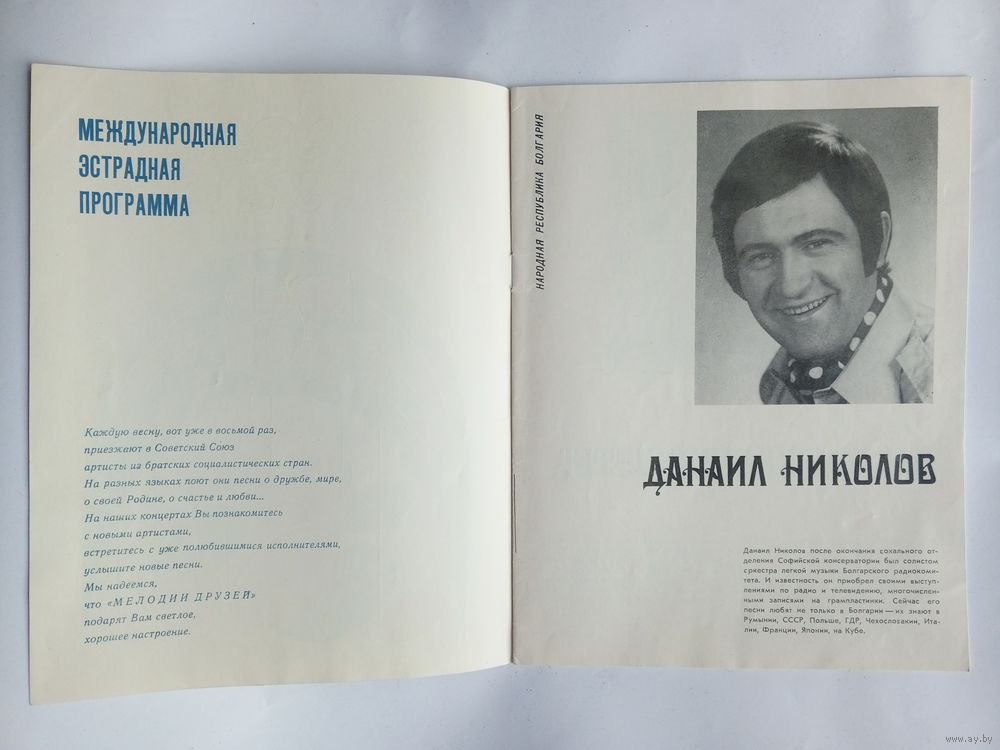 МЕЖДУНАРОДНАЯ
ЭСТРАДНАЯ
ПРОГРАММА
Каждую весну, вот уже в восьмой раз,
приезжают в Советский Союз
артисты из братских социалистических стран.
На разных языках поют они песни о дружбе, мире,
о своей Родине, о счастье и любви...
На наших концертах Вы познакомитесь
с новыми артистами,
встретитесь с уже полюбившимися исполнителями,
услышите новые песни.
Мы надеемся,
что «МЕЛОДИИ ДРУЗЕЙ»
подарят Вам светлое,
хорошее настроение.
НАРОДНАЯ РЕСПУБЛИКА БОЛГАРИЯ
ДАНАИЛ НИКОЛОВ
Данаил Николов после окончания сохального от-
деления Софийской консерватории был солистом
оркестра легкой музыки Болгарского радиокоми-
тета. И известность он приобрел своими выступ-
лениями по радио и телевидению, многочислен-
ными записями на грампластинки. Сейчас его
песни любят не только в Болгарии — их знают в
Румынии, СССР, Польше, ГДР, Чехословакии, Ита-
лии, Франции, Японии, на Кубе.
www.ay.by